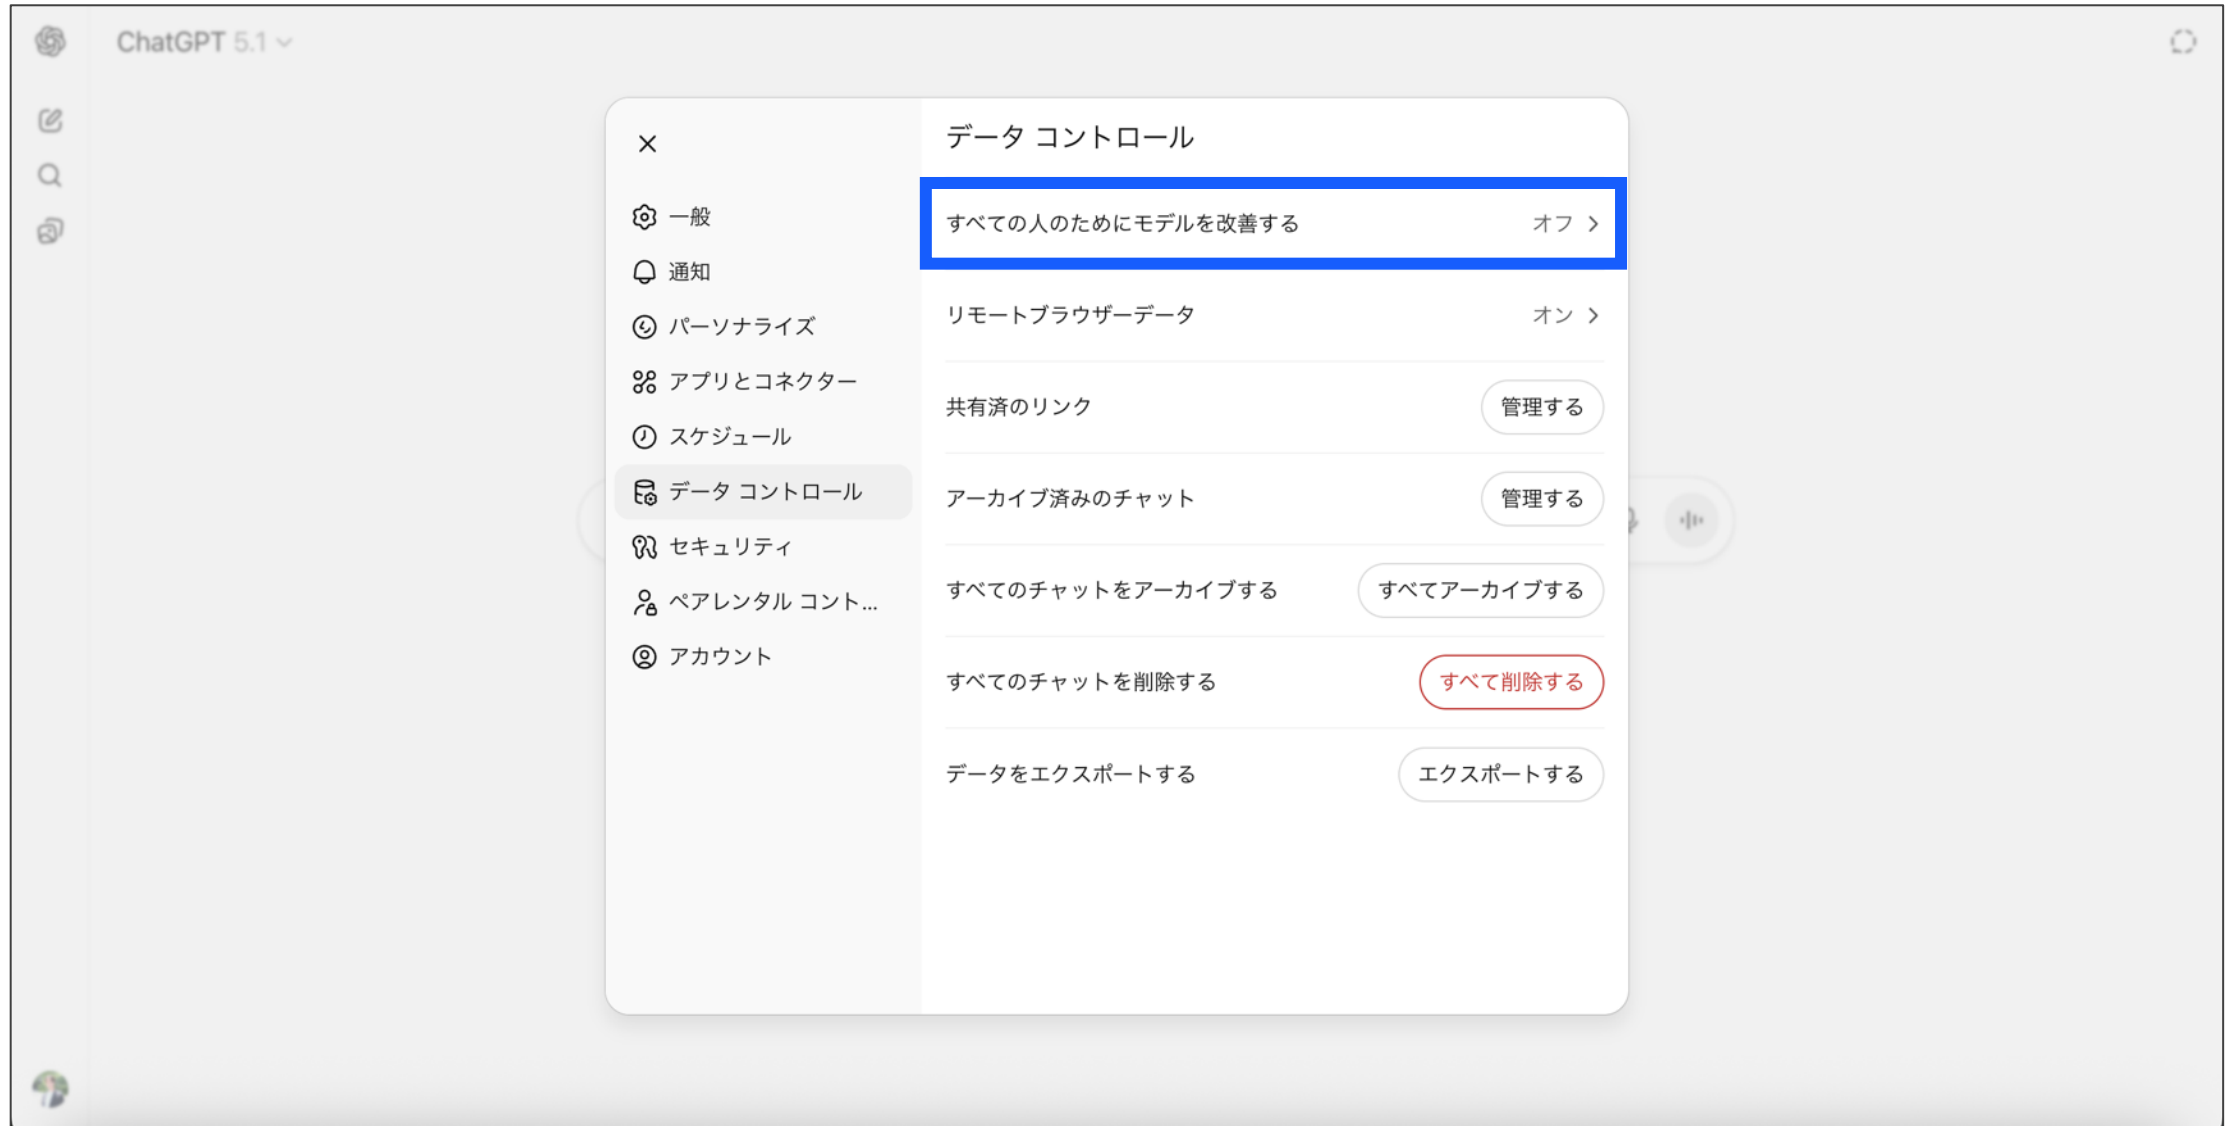 ChatGPT 5.1
データ コントロール
一般
通知
パーソナライズ
アプリとコネクター
スケジュール
データ コントロール
セキュリティ
ペアレンタル コント...
アカウント
すべての人のためにモデルを改善する オフ
リモートブラウザーデータ オン
共有済のリンク 管理する
アーカイブ済みのチャット 管理する
すべてのチャットをアーカイブする すべてアーカイブする
すべてのチャットを削除する すべて削除する
データをエクスポートする エクスポートする